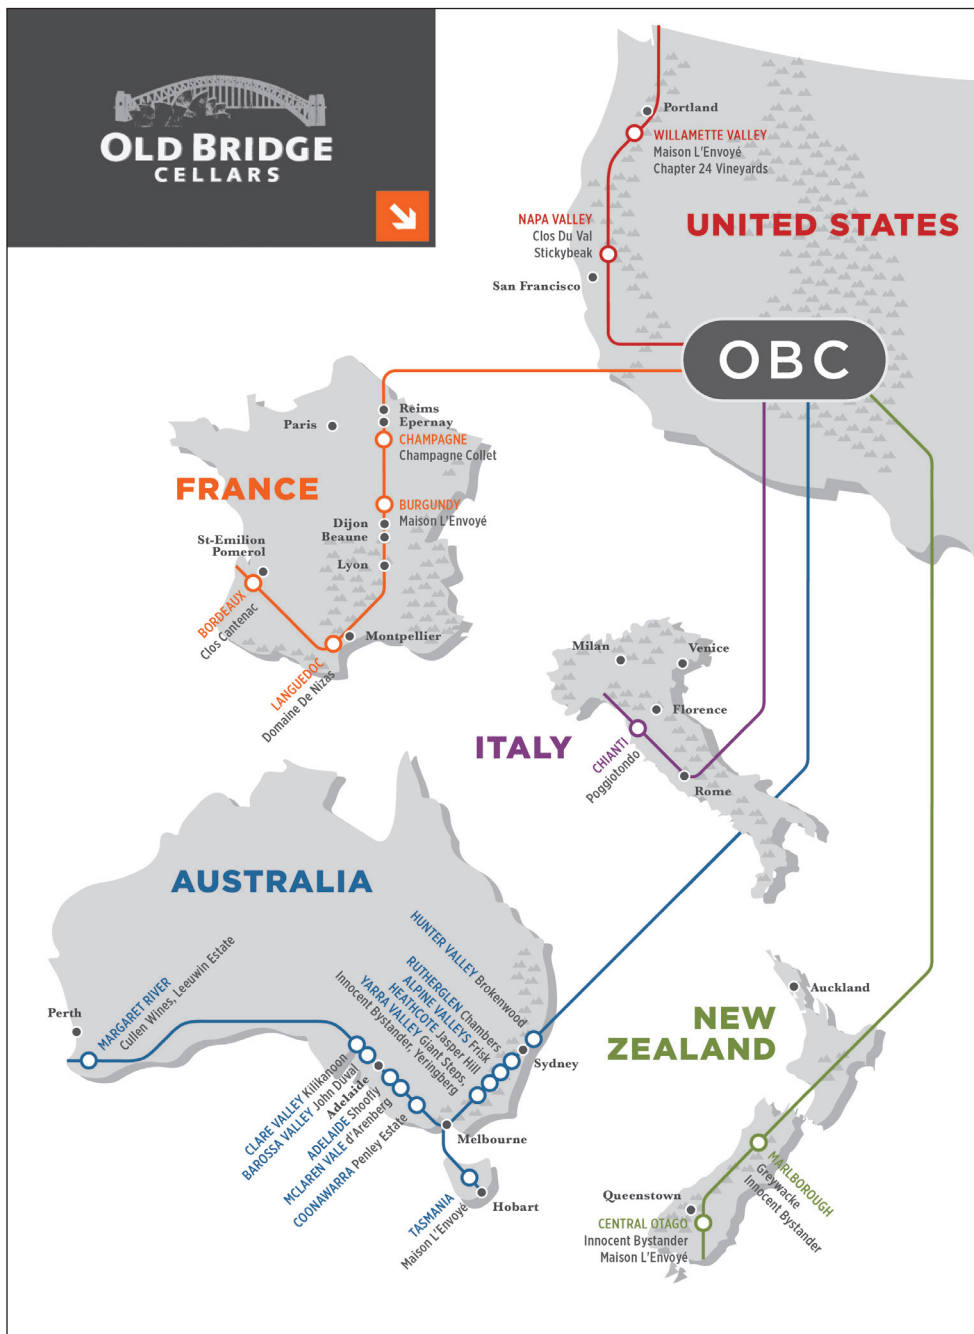 OLD BRIDGE
CELLARS
Portland
WILLAMETTE VALLEY
Maison L'Envoyé
Chapter 24 Vineyards
NAPA VALLEY
Clos Du Val
Stickybeak
San Francisco
UNITED STATES
OBC
Reims
Epernay
Paris
CHAMPAGNE
Champagne Collet
FRANCE
BURGUNDY
Maison L'Envoyé
Dijon
Beaune
Lyon
St-Emilion
Pomerol
BORDEAUX
Clos Cantenac
Montpellier
LANGUEDOC
Domaine De Nizas
Milan
Venice
Florence
ITALY
CHIANTI
Poggiotondo
Rome
AUSTRALIA
Perth
MARGARET RIVER
Cullen Wines, Leeuwin Estate
HUNTER VALLEY Brokenwood
RUTHERGLEN Chambers
ALPINE VALLEYS Frisk
HEATHCOTE Jasper Hill
YARRA VALLEY Giant Steps,
Innocent Bystander, Yeringberg
Sydney
CLARE VALLEY Kilikanoon
BAROSSA VALLEY John Duval
Adelaide
ADELAIDE Shoofly
MCLAREN VALE d'Arenberg
COONAWARRA Penley Estate
Melbourne
TASMANIA
Maison L'Envoyé
Hobart
NEW
ZEALAND
Auckland
MARLBOROUGH
Greywacke
Innocent Bystander
Queenstown
CENTRAL OTAGO
Innocent Bystander
Maison L'Envoyé